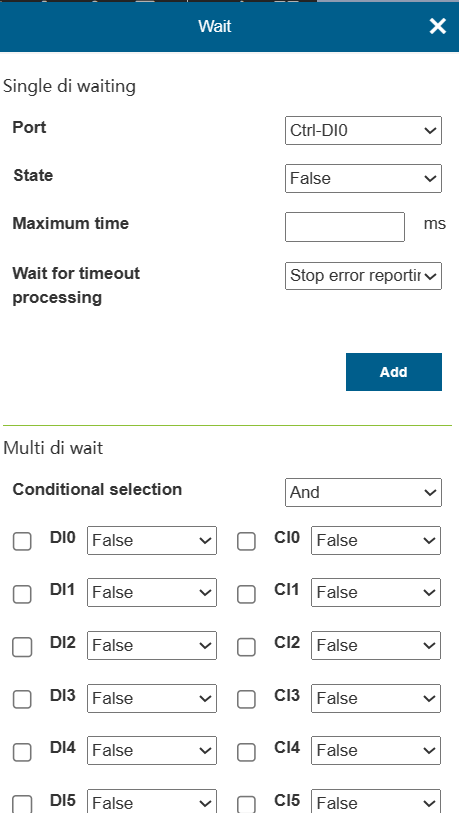 Wait
Single di waiting
Port Ctrl-DI0
State False
Maximum time ms
Wait for timeout Stop error reportin
processing
Add
Multi di wait
Conditional selection And
DI0 False CI0 False
DI1 False CI1 False
DI2 False CI2 False
DI3 False CI3 False
DI4 False CI4 False
DI5 False CI5 False